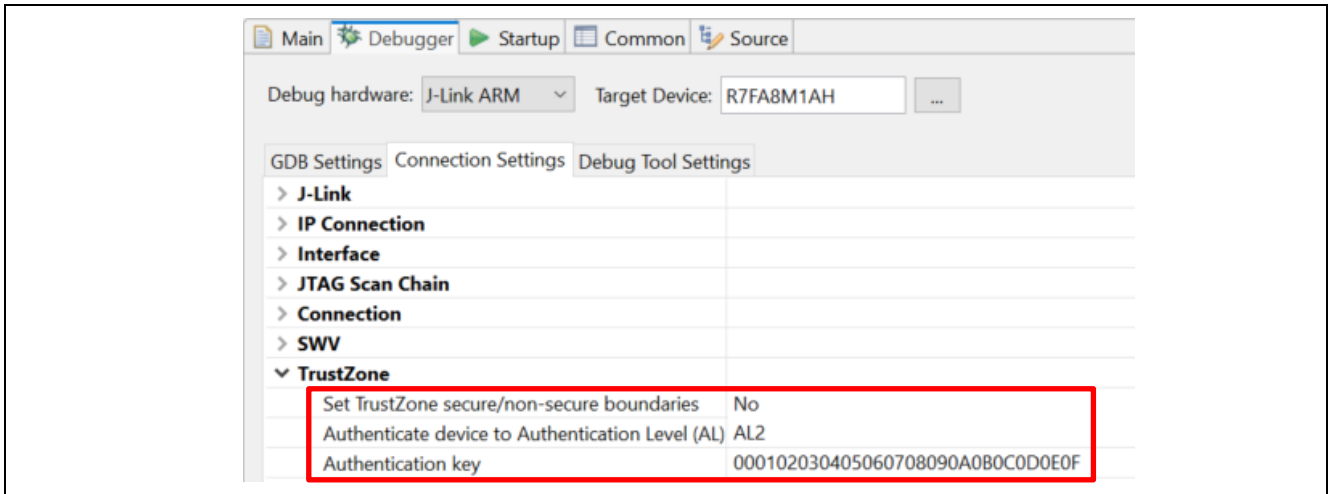 Main Debugger Startup Common Source
Debug hardware: J-Link ARM Target Device: R7FA8M1AH ...
GDB Settings Connection Settings Debug Tool Settings
J-Link
IP Connection
Interface
JTAG Scan Chain
Connection
SWV
TrustZone
Set TrustZone secure/non-secure boundaries No
Authenticate device to Authentication Level (AL) AL2
Authentication key 000102030405060708090A0B0C0D0E0F